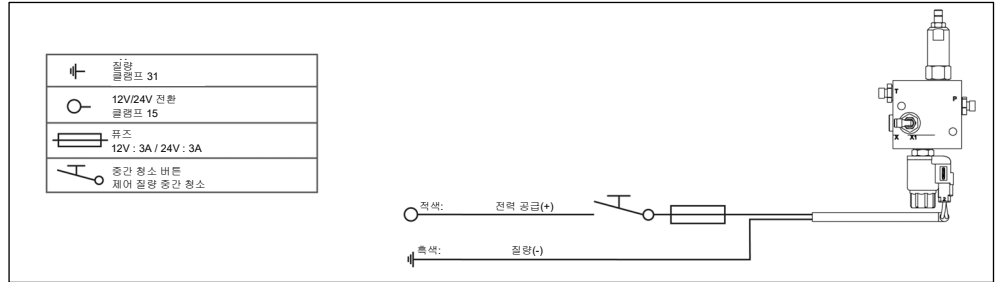 질량
클램프 31
12V/24V 전환
클램프 15
퓨즈
12V : 3A / 24V : 3A
중간 청소 버튼
제어 질량 중간 청소
T
P
X X1
적색: 전력 공급(+)
흑색: 질량(-)